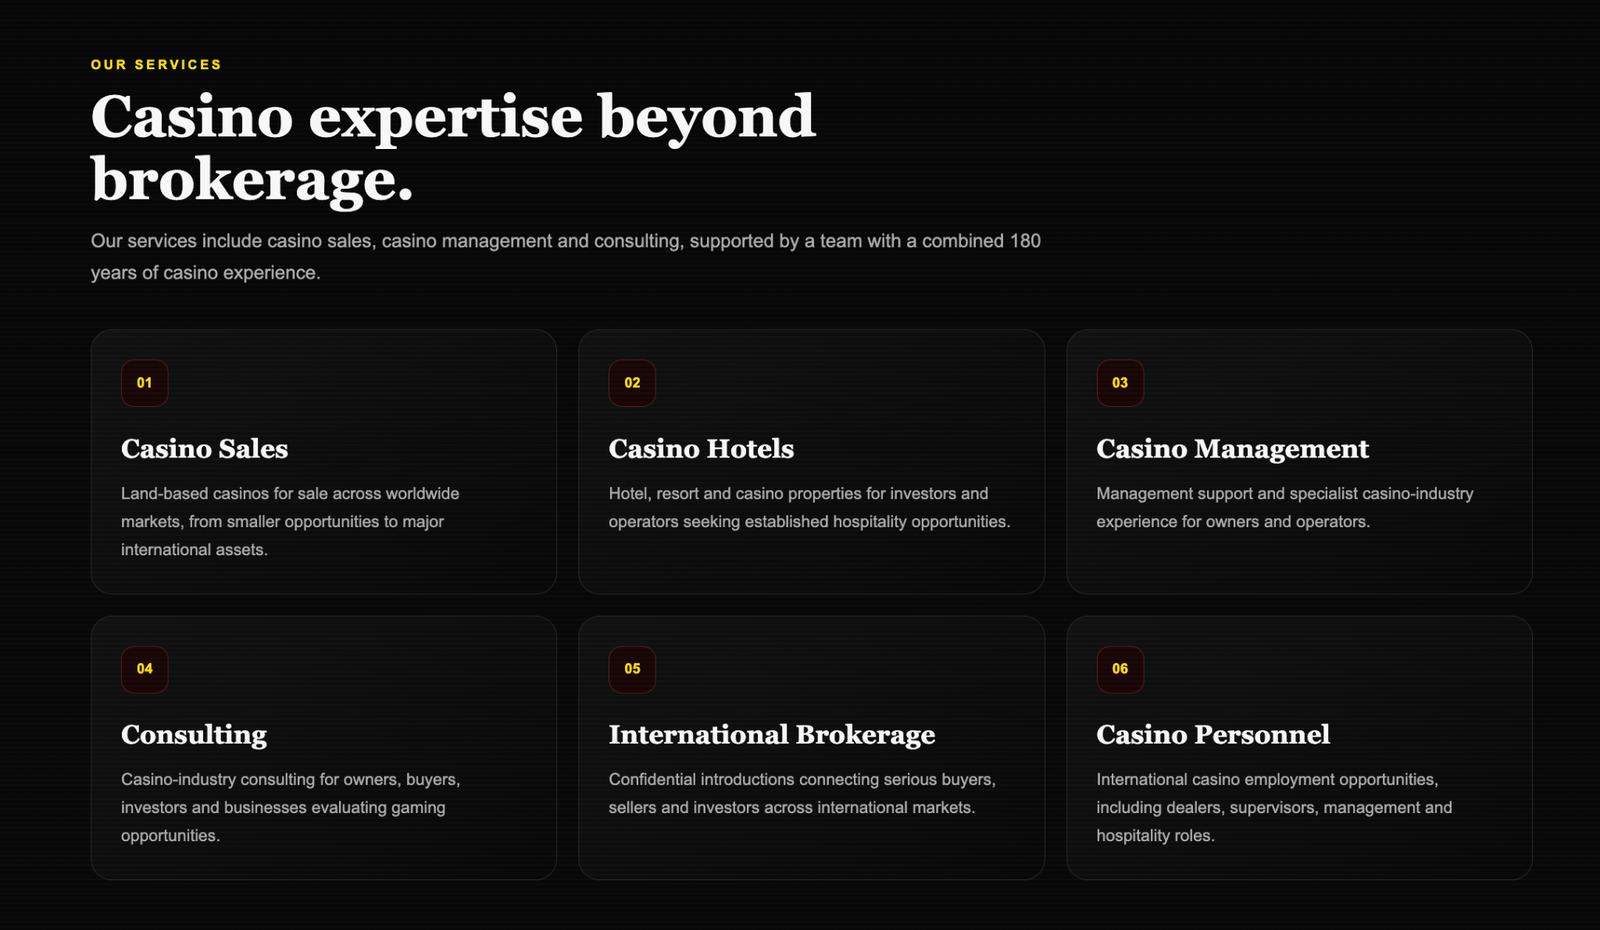 OUR SERVICES
Casino expertise beyond
brokerage.
Our services include casino sales, casino management and consulting, supported by a team with a combined 180
years of casino experience.
01
Casino Sales
Land-based casinos for sale across worldwide
markets, from smaller opportunities to major
international assets.
02
Casino Hotels
Hotel, resort and casino properties for investors and
operators seeking established hospitality opportunities.
03
Casino Management
Management support and specialist casino-industry
experience for owners and operators.
04
Consulting
Casino-industry consulting for owners, buyers,
investors and businesses evaluating gaming
opportunities.
05
International Brokerage
Confidential introductions connecting serious buyers,
sellers and investors across international markets.
06
Casino Personnel
International casino employment opportunities,
including dealers, supervisors, management and
hospitality roles.